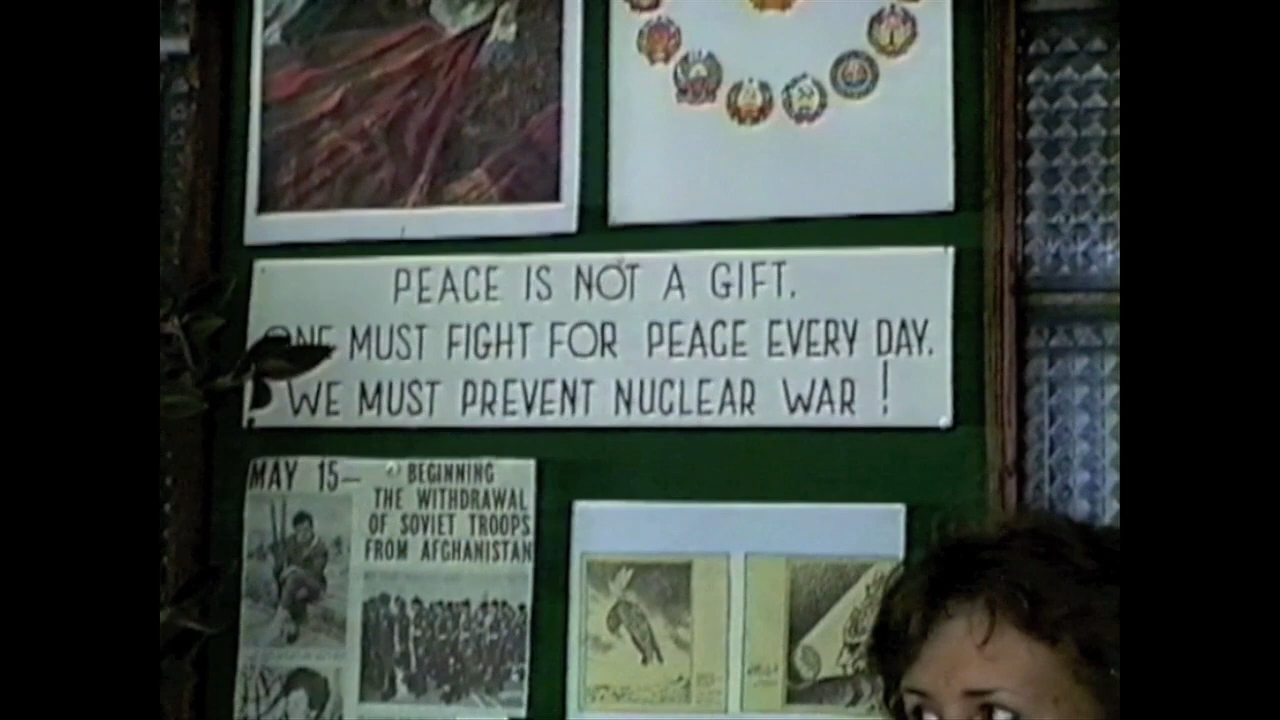 PEACE IS NOT A GIFT.
ONE MUST FIGHT FOR PEACE EVERY DAY.
WE MUST PREVENT NUCLEAR WAR!
MAY 15— BEGINNING
THE WITHDRAWAL
OF SOVIET TROOPS
FROM AFGHANISTAN